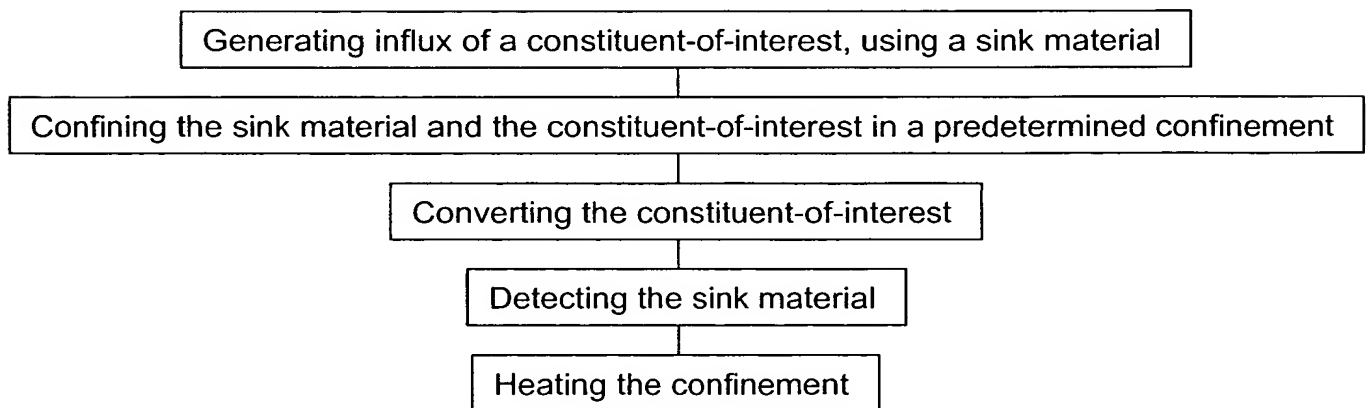 Generating influx of a constituent-of-interest, using a sink material
Confining the sink material and the constituent-of-interest in a predetermined confinement
Converting the constituent-of-interest
Detecting the sink material
Heating the confinement